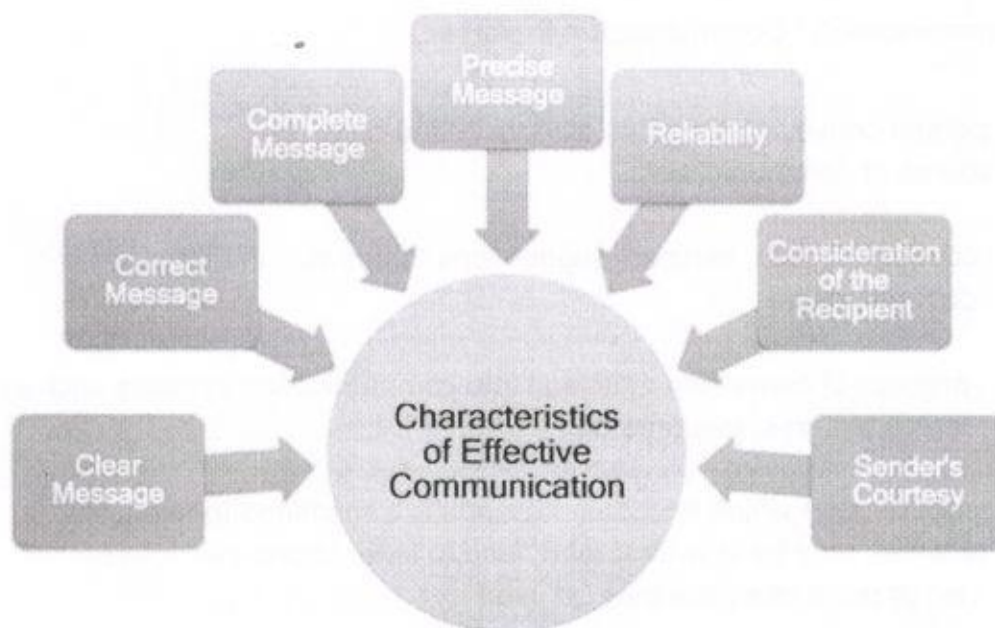 Precise
Message
Complete
Message
Reliability
Correct
Message
Consideration
of the
Recipient
Characteristics
of Effective
Communication
Clear
Message
Sender's
Courtesy